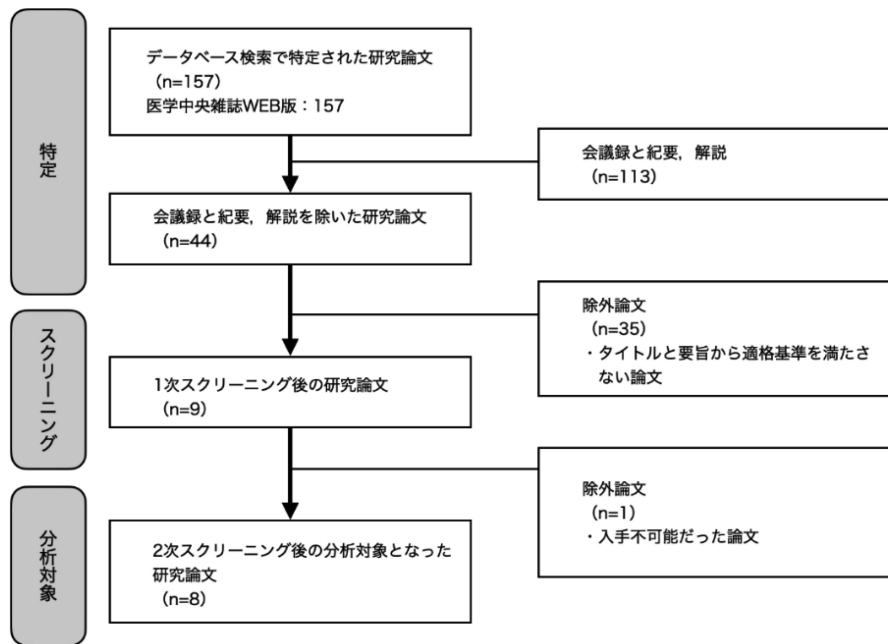 特定
データベース検索で特定された研究論文
（n=157）
医学中央雑誌WEB版：157
会議録と紀要，解説
（n=113）
会議録と紀要，解説を除いた研究論文
（n=44）
スクリーニング
除外論文
（n=35）
・タイトルと要旨から適格基準を満たさ
ない論文
1次スクリーニング後の研究論文
（n=9）
除外論文
（n=1）
・入手不可能だった論文
分析対象
2次スクリーニング後の分析対象となった
研究論文
（n=8）